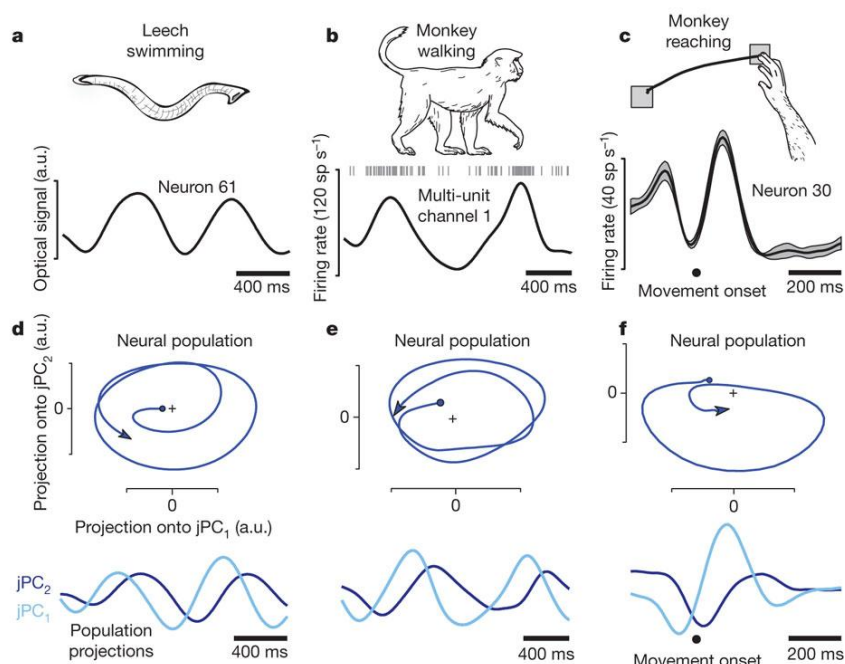 a
Leech
swimming
Optical signal (a.u.)
Neuron 61
400 ms
b
Monkey
walking
Firing rate (120 sp s⁻¹)
Multi-unit
channel 1
400 ms
c
Monkey
reaching
Firing rate (40 sp s⁻¹)
Neuron 30
Movement onset
200 ms
d
Neural population
Projection onto jPC₂ (a.u.)
0
0
Projection onto jPC₁ (a.u.)
jPC₂
jPC₁
Population
projections
400 ms
e
Neural population
0
0
400 ms
f
Neural population
0
0
Movement onset
200 ms